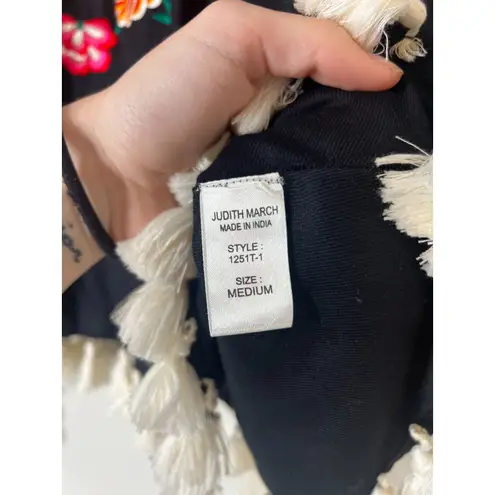 JUDITH MARCH
MADE IN INDIA
STYLE :
1251T-1
SIZE :
MEDIUM